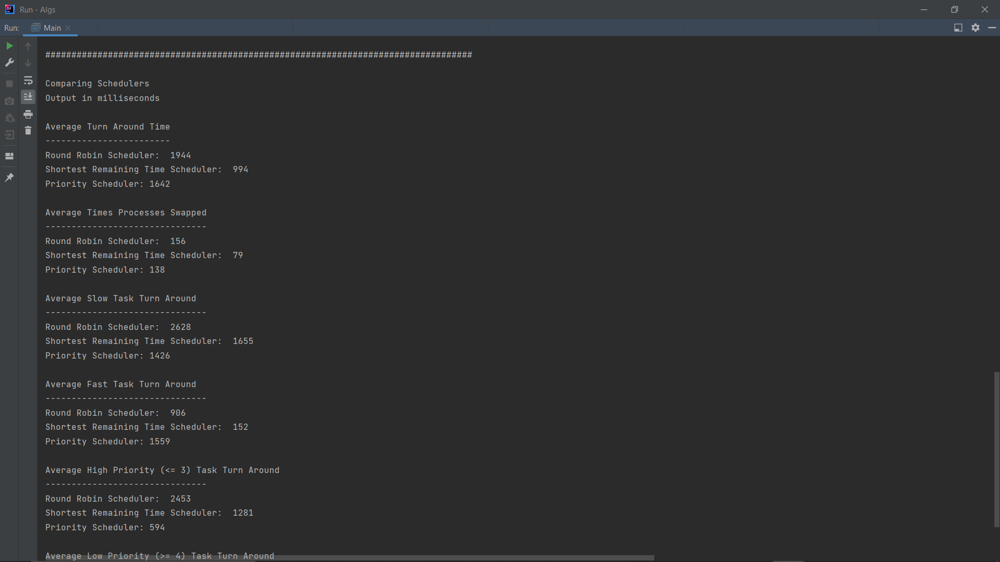 Run - Algs
Run: Main
##################################################################################
Comparing Schedulers
Output in milliseconds
Average Turn Around Time
------------------------
Round Robin Scheduler:  1944
Shortest Remaining Time Scheduler:  994
Priority Scheduler: 1642
Average Times Processes Swapped
-------------------------------
Round Robin Scheduler:  156
Shortest Remaining Time Scheduler:  79
Priority Scheduler: 138
Average Slow Task Turn Around
-------------------------------
Round Robin Scheduler:  2628
Shortest Remaining Time Scheduler:  1655
Priority Scheduler: 1426
Average Fast Task Turn Around
-------------------------------
Round Robin Scheduler:  906
Shortest Remaining Time Scheduler:  152
Priority Scheduler: 1559
Average High Priority (<= 3) Task Turn Around
-------------------------------
Round Robin Scheduler:  2453
Shortest Remaining Time Scheduler:  1281
Priority Scheduler: 594
Average Low Priority (>= 4) Task Turn Around